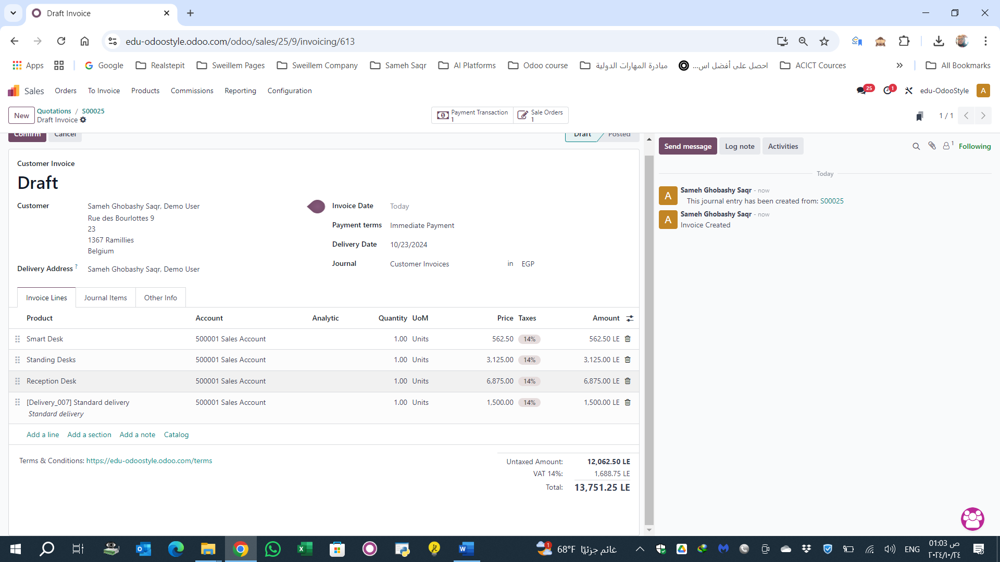 Draft Invoice
edu-odoostyle.odoo.com/odoo/sales/25/9/invoicing/613
Apps
Google
Realstepit
Sweillem Pages
Sweillem Company
Sameh Saqr
AI Platforms
Odoo course
مبادرة المهارات الدولية
احصل على أفضل اس...
ACICT Cources
All Bookmarks
Sales Orders To Invoice Products Commissions Reporting Configuration
25
1
edu-OdooStyle
A
New
Quotations / S00025
Draft Invoice
Payment Transaction
1
Sale Orders
1
1 / 1
Confirm
Cancel
Draft
Posted
Send message
Log note
Activities
1
Following
Customer Invoice
Draft
Customer
Sameh Ghobashy Saqr, Demo User
Rue des Bourlottes 9
23
1367 Ramillies
Belgium
Delivery Address ?
Sameh Ghobashy Saqr, Demo User
Invoice Date Today
Payment terms Immediate Payment
Delivery Date 10/23/2024
Journal Customer Invoices in EGP
Today
A
Sameh Ghobashy Saqr - now
This journal entry has been created from: S00025
A
Sameh Ghobashy Saqr - now
Invoice Created
Invoice Lines Journal Items Other Info
Product Account Analytic Quantity UoM Price Taxes Amount
Smart Desk 500001 Sales Account 1.00 Units 562.50 14% 562.50 LE
Standing Desks 500001 Sales Account 1.00 Units 3,125.00 14% 3,125.00 LE
Reception Desk 500001 Sales Account 1.00 Units 6,875.00 14% 6,875.00 LE
[Delivery_007] Standard delivery 500001 Sales Account 1.00 Units 1,500.00 14% 1,500.00 LE
Standard delivery
Add a line Add a section Add a note Catalog
Terms & Conditions: https://edu-odoostyle.odoo.com/terms
Untaxed Amount: 12,062.50 LE
VAT 14%: 1,688.75 LE
Total: 13,751.25 LE
1
68°F غائم جزئيًا
ENG
01:03 ص
٢٠٢٤/١٠/٢٤